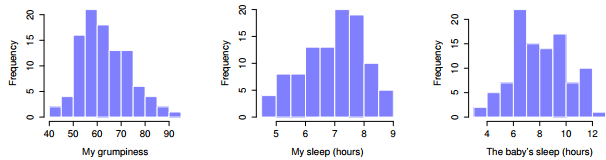 Frequency
0 5 10 15 20
40 50 60 70 80 90
My grumpiness
Frequency
0 5 10 15 20
5 6 7 8 9
My sleep (hours)
Frequency
0 5 10 15 20
4 6 8 10 12
The baby's sleep (hours)